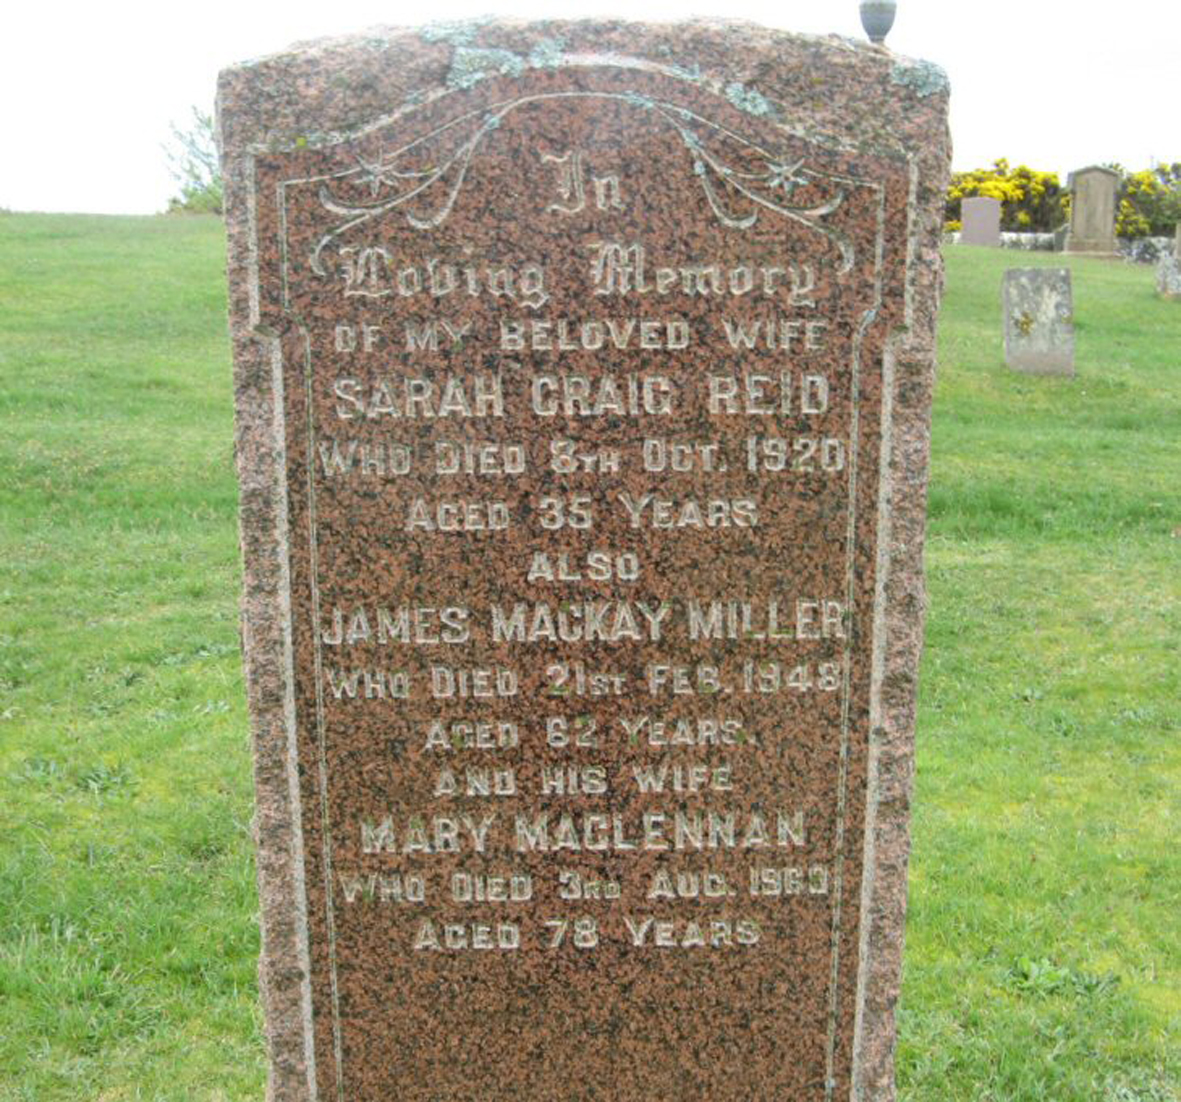 In
Loving Memory
OF MY BELOVED WIFE
SARAH CRAIG REID
WHO DIED 8TH OCT. 1920
AGED 35 YEARS
ALSO
JAMES MACKAY MILLER
WHO DIED 21ST FEB. 1948
AGED 62 YEARS.
AND HIS WIFE
MARY MACLENNAN
WHO DIED 3RD AUG. 1963
AGED 78 YEARS